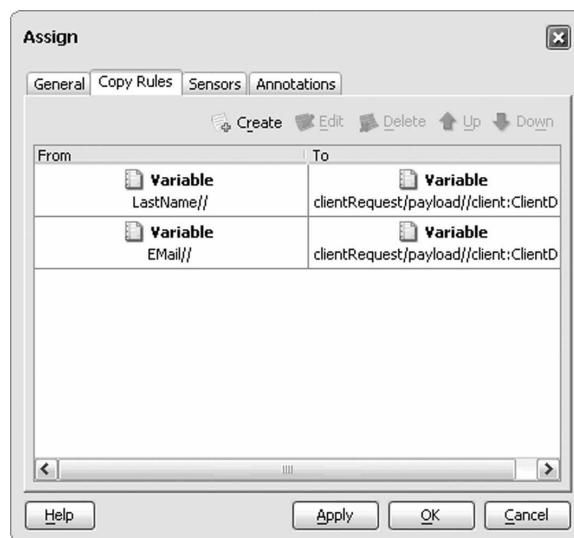 Assign
General Copy Rules Sensors Annotations
Create Edit Delete Up Down
From To
Variable Variable
LastName// clientRequest/payload//client:ClientD
Variable Variable
EMail// clientRequest/payload//client:ClientD
Help Apply OK Cancel